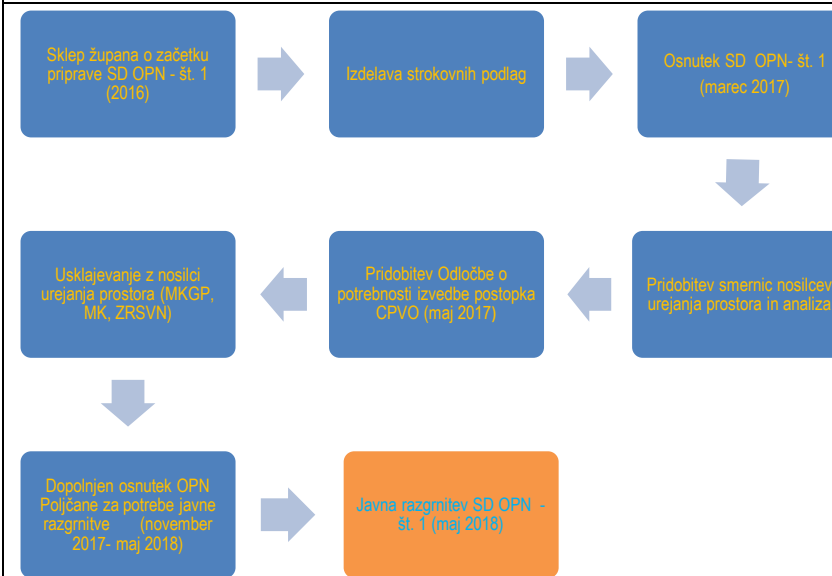 Sklep župana o začetku
priprave SD OPN - št. 1
(2016)
Izdelava strokovnih podlag
Osnutek SD OPN- št. 1
(marec 2017)
Pridobitev smernic nosilcev
urejanja prostora in analiza
Pridobitev Odločbe o
potrebnosti izvedbe postopka
CPVO (maj 2017)
Usklajevanje z nosilci
urejanja prostora (MKGP,
MK, ZRSVN)
Dopolnjen osnutek OPN
Poljčane za potrebe javne
razgrnitve (november
2017- maj 2018)
Javna razgrnitev SD OPN -
št. 1 (maj 2018)